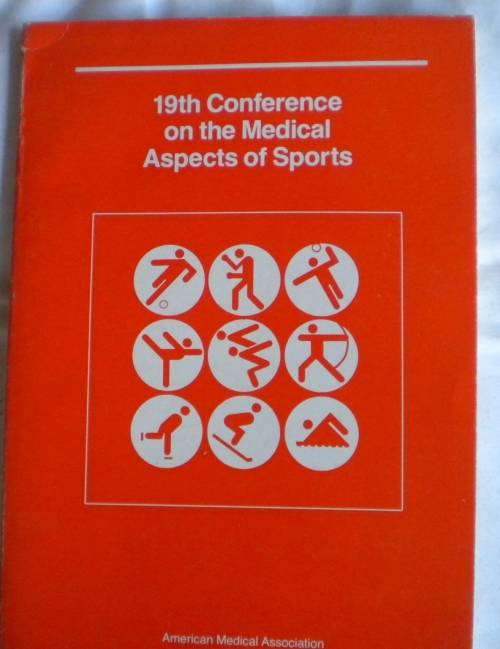 19th Conference
on the Medical
Aspects of Sports
American Medical Association